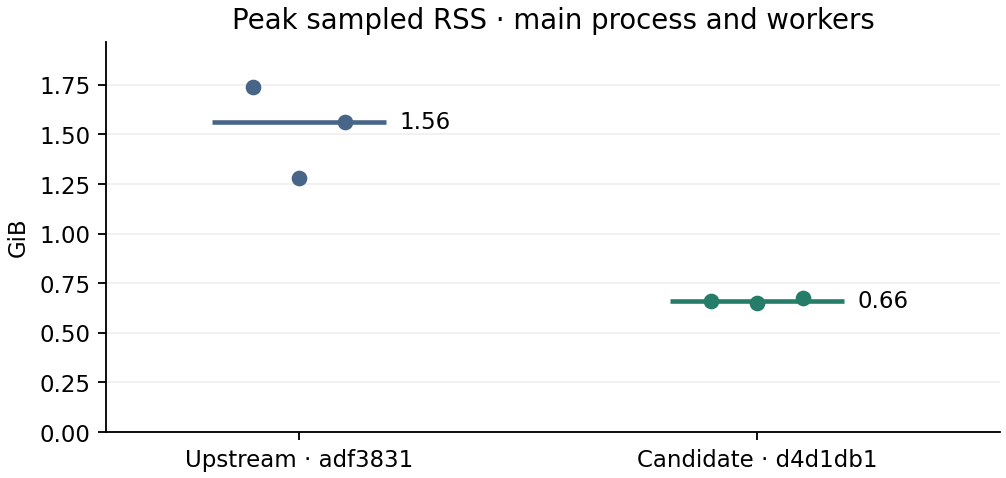 Peak sampled RSS · main process and workers
GiB
1.75
1.50
1.25
1.00
0.75
0.50
0.25
0.00
1.56
0.66
Upstream · adf3831
Candidate · d4d1db1